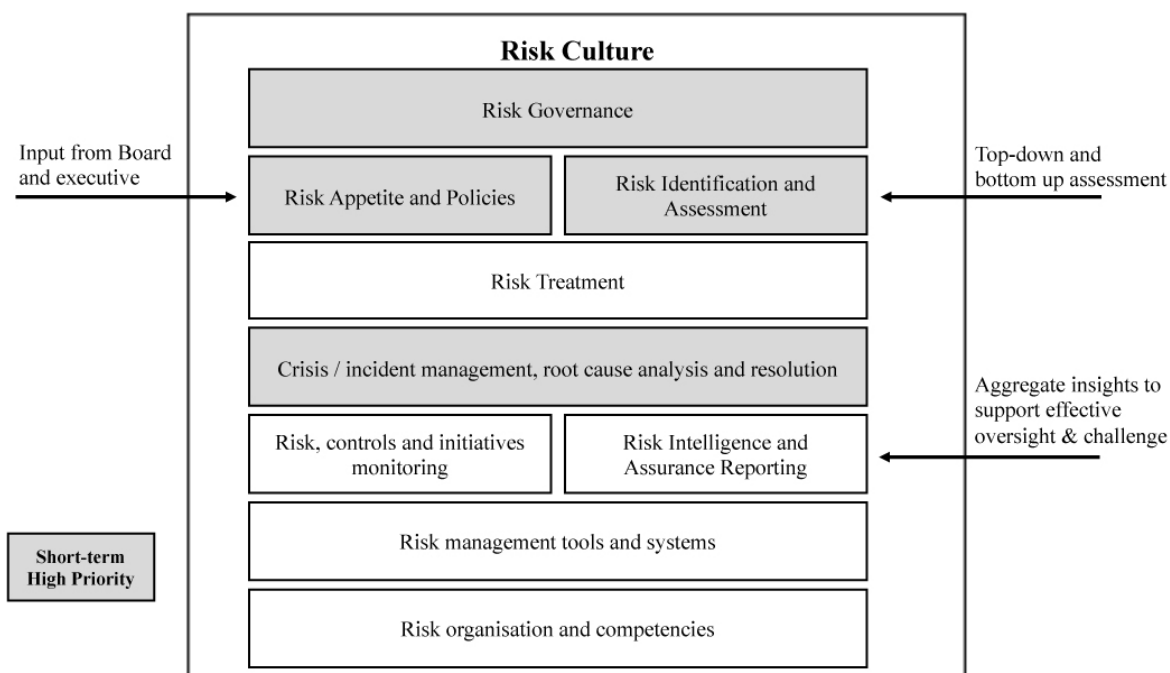 Risk Culture
Risk Governance
Input from Board
and executive
Risk Appetite and Policies
Risk Identification and
Assessment
Top-down and
bottom up assessment
Risk Treatment
Crisis / incident management, root cause analysis and resolution
Risk, controls and initiatives
monitoring
Risk Intelligence and
Assurance Reporting
Aggregate insights to
support effective
oversight & challenge
Risk management tools and systems
Short-term
High Priority
Risk organisation and competencies